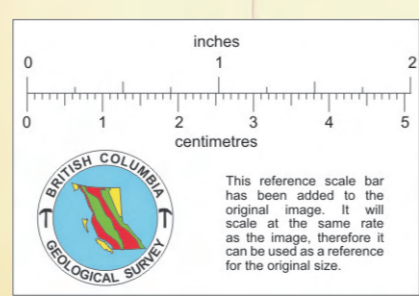 inches
0 1 2
0 1 2 3 4 5
centimetres
BRITISH COLUMBIA
GEOLOGICAL SURVEY
This reference scale bar
has been added to the
original image. It will
scale at the same rate
as the image, therefore it
can be used as a reference
for the original size.